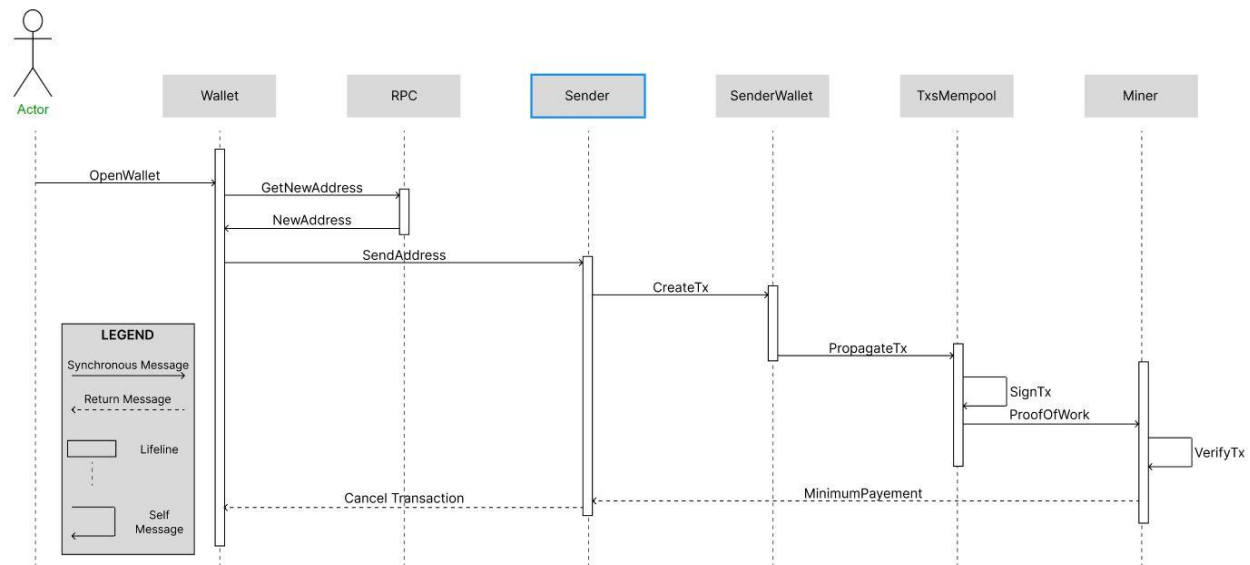 Actor
Wallet
RPC
Sender
SenderWallet
TxsMempool
Miner
OpenWallet
GetNewAddress
NewAddress
SendAddress
CreateTx
PropagateTx
SignTx
ProofOfWork
VerifyTx
MinimumPayement
Cancel Transaction
LEGEND
Synchronous Message
Return Message
Lifeline
Self
Message